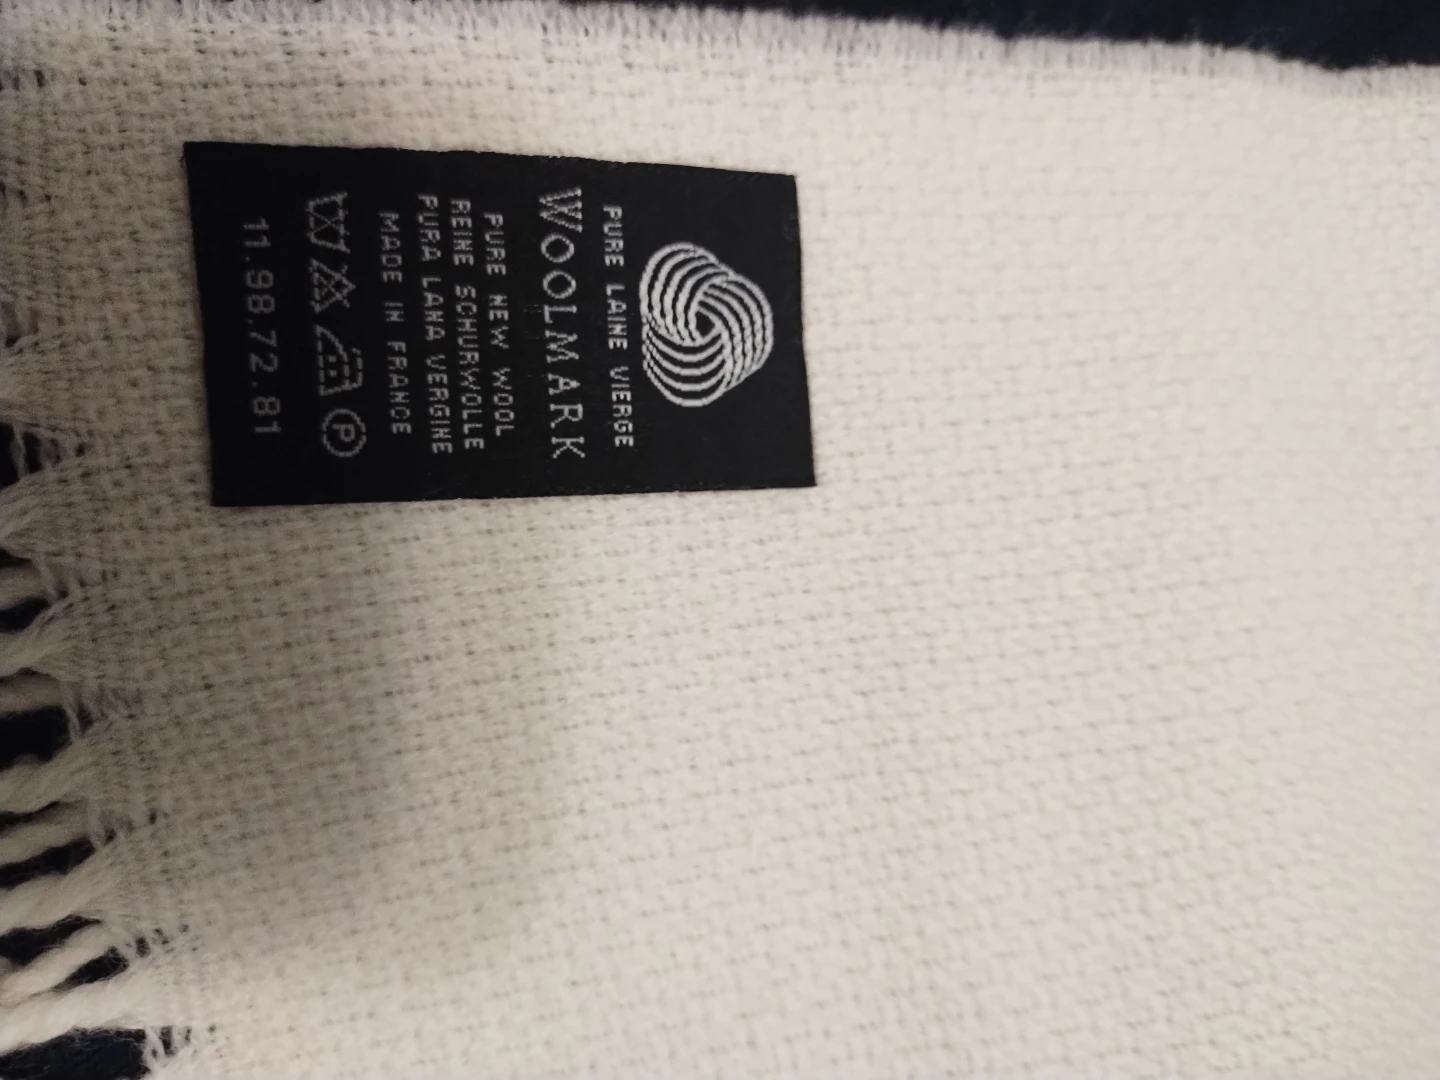 PURE LAINE VIERGE
WOOLMARK
PURE NEW WOOL
REINE SCHURWOLLE
PURA LANA VERGINE
MADE IN FRANCE
P
11.98.72.81